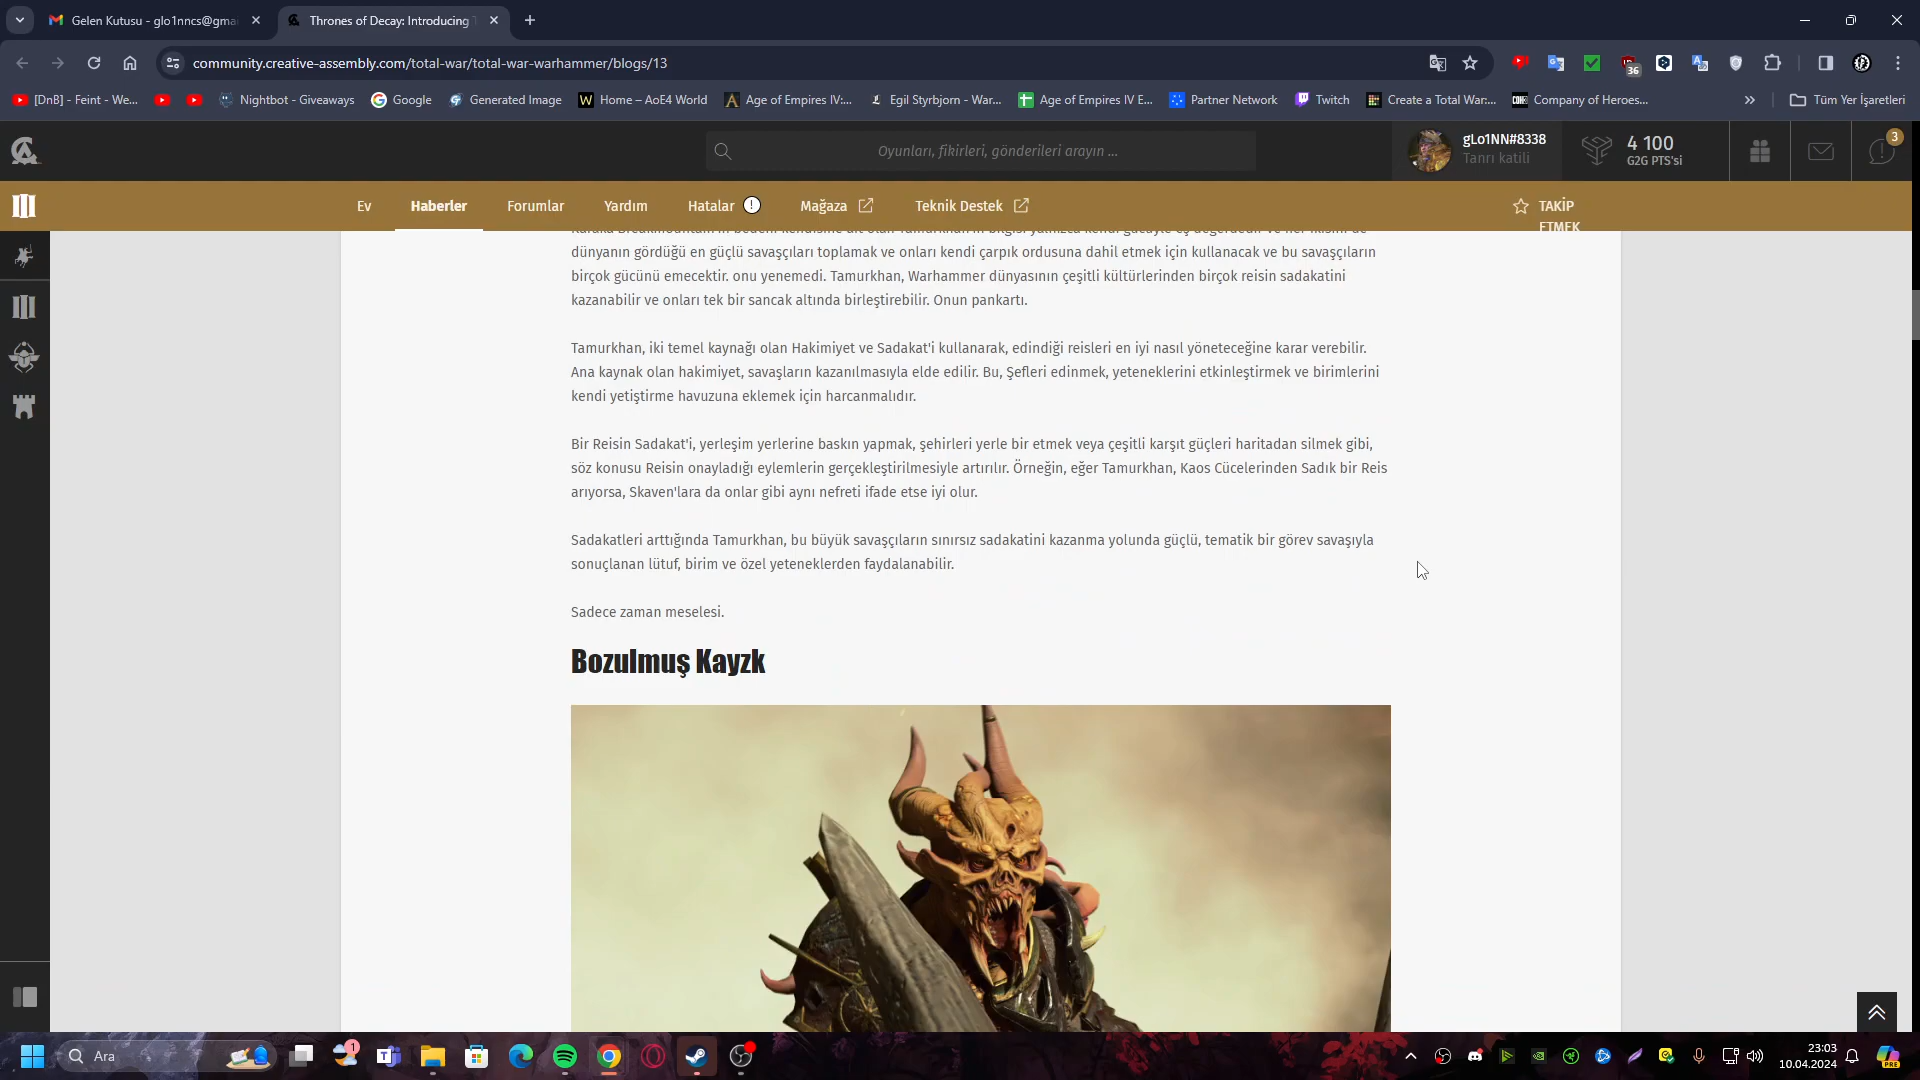 Gelen Kutusu - glo1nncs@gma
Thrones of Decay: Introducing
community.creative-assembly.com/total-war/total-war-warhammer/blogs/13
36
[DnB] - Feint - We...
Nightbot - Giveaways
Google
Generated Image
Home – AoE4 World
Age of Empires IV:...
Egil Styrbjorn - War...
Age of Empires IV E...
Partner Network
Twitch
Create a Total War:...
Company of Heroes...
Tüm Yer İşaretleri
Oyunları, fikirleri, gönderileri arayın ...
gLo1NN#8338
Tanrı katili
4 100
G2G PTS'si
3
Ev
Haberler
Forumlar
Yardım
Hatalar
Mağaza
Teknik Destek
TAKİP
ETMEK
dünyanın gördüğü en güçlü savaşçıları toplamak ve onları kendi çarpık ordusuna dahil etmek için kullanacak ve bu savaşçıların
birçok gücünü emecektir. onu yenemedi. Tamurkhan, Warhammer dünyasının çeşitli kültürlerinden birçok reisin sadakatini
kazanabilir ve onları tek bir sancak altında birleştirebilir. Onun pankartı.
Tamurkhan, iki temel kaynağı olan Hakimiyet ve Sadakat'i kullanarak, edindiği reisleri en iyi nasıl yöneteceğine karar verebilir.
Ana kaynak olan hakimiyet, savaşların kazanılmasıyla elde edilir. Bu, Şefleri edinmek, yeteneklerini etkinleştirmek ve birimlerini
kendi yetiştirme havuzuna eklemek için harcanmalıdır.
Bir Reisin Sadakat'i, yerleşim yerlerine baskın yapmak, şehirleri yerle bir etmek veya çeşitli karşıt güçleri haritadan silmek gibi,
söz konusu Reisin onayladığı eylemlerin gerçekleştirilmesiyle artırılır. Örneğin, eğer Tamurkhan, Kaos Cücelerinden Sadık bir Reis
arıyorsa, Skaven'lara da onlar gibi aynı nefreti ifade etse iyi olur.
Sadakatleri arttığında Tamurkhan, bu büyük savaşçıların sınırsız sadakatini kazanma yolunda güçlü, tematik bir görev savaşıyla
sonuçlanan lütuf, birim ve özel yeteneklerden faydalanabilir.
Sadece zaman meselesi.
Bozulmuş Kayzk
Ara
1
23:03
10.04.2024